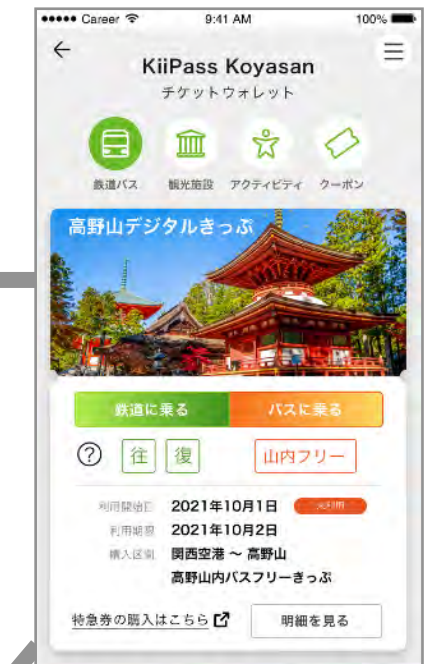 Career 9:41 AM 100%
KiiPass Koyasan
チケットウォレット
鉄道バス 観光施設 アクティビティ クーポン
高野山デジタルきっぷ
鉄道に乗る バスに乗る
? 往 復 山内フリー
利用開始日 2021年10月1日 未利用
利用期限 2021年10月2日
購入区間 関西空港 ～ 高野山
高野山内バスフリーきっぷ
特急券の購入はこちら 明細を見る